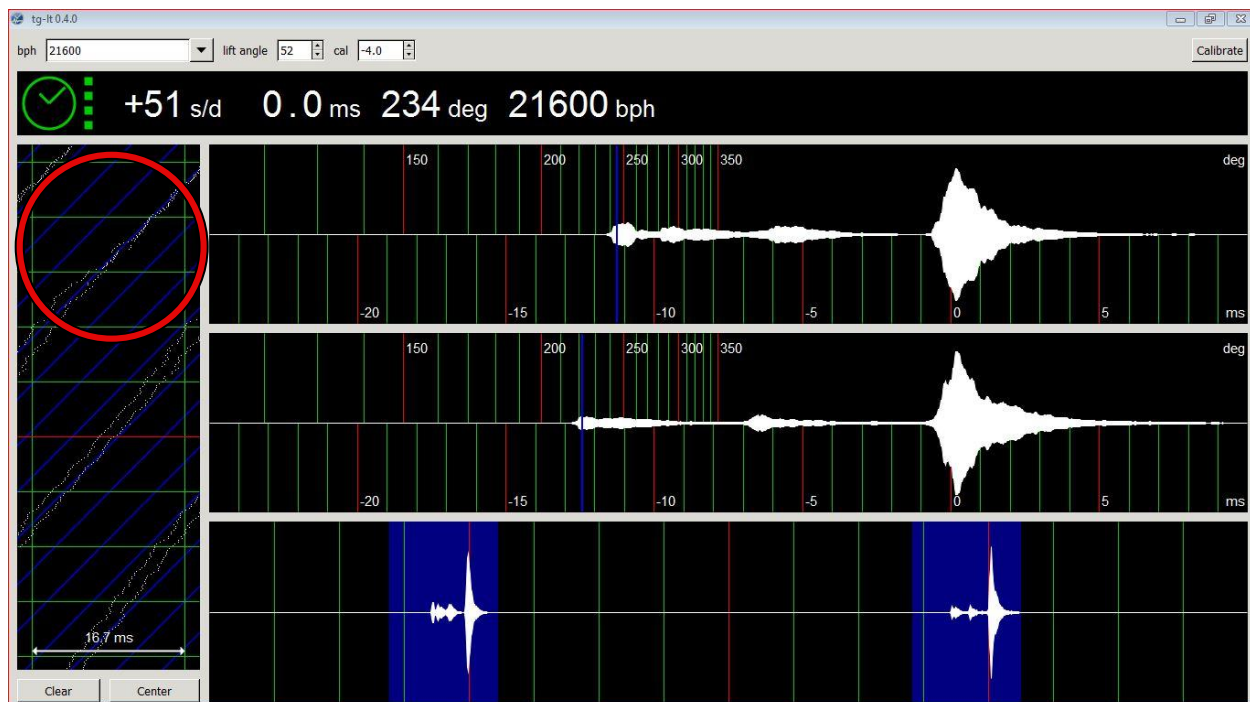 tg-lt 0.4.0
bph 21600 lift angle 52 cal -4.0 Calibrate
+51 s/d 0.0 ms 234 deg 21600 bph
150 200 250 300 350 deg
-20 -15 -10 -5 0 5 ms
150 200 250 300 350 deg
-20 -15 -10 -5 0 5 ms
16.7 ms
Clear Center